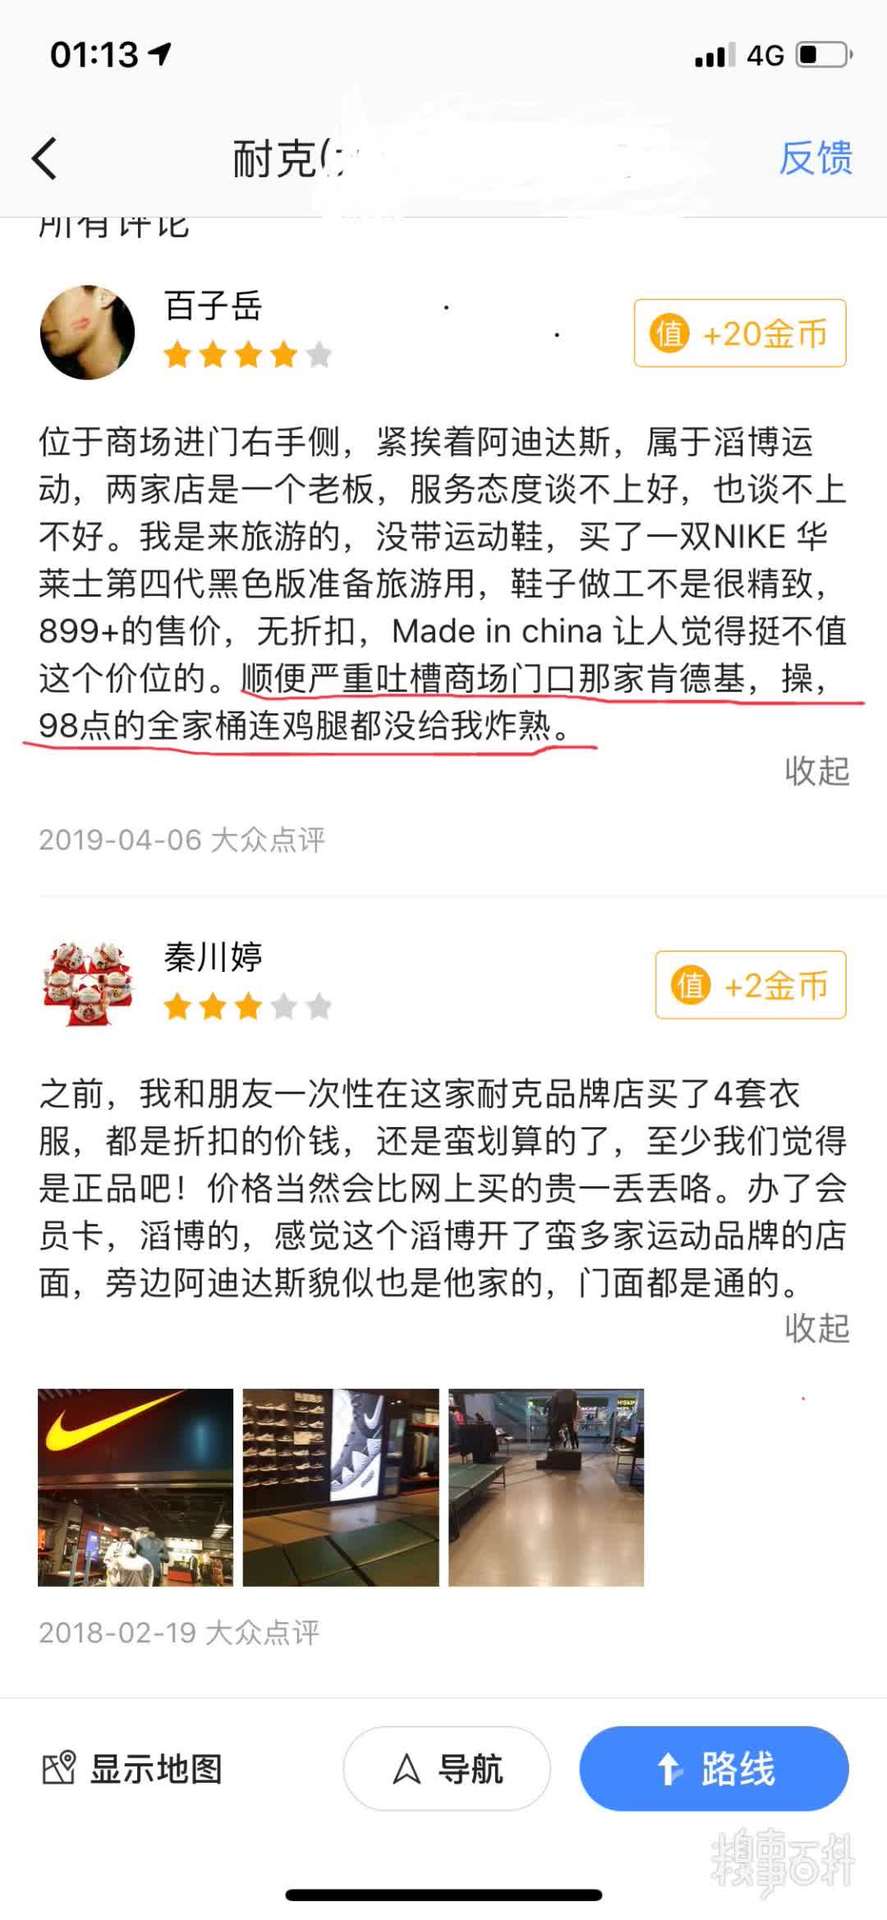 01:13
4G
耐克(
反馈
所有评论
百子岳
值 +20金币
位于商场进门右手侧，紧挨着阿迪达斯，属于滔博运
动，两家店是一个老板，服务态度谈不上好，也谈不上
不好。我是来旅游的，没带运动鞋，买了一双NIKE 华
莱士第四代黑色版准备旅游用，鞋子做工不是很精致，
899+的售价，无折扣，Made in china 让人觉得挺不值
这个价位的。顺便严重吐槽商场门口那家肯德基，操，
98点的全家桶连鸡腿都没给我炸熟。
收起
2019-04-06 大众点评
秦川婷
值 +2金币
之前，我和朋友一次性在这家耐克品牌店买了4套衣
服，都是折扣的价钱，还是蛮划算的了，至少我们觉得
是正品吧！价格当然会比网上买的贵一丢丢咯。办了会
员卡，滔博的，感觉这个滔博开了蛮多家运动品牌的店
面，旁边阿迪达斯貌似也是他家的，门面都是通的。
收起
2018-02-19 大众点评
显示地图
导航
路线
糗事百科